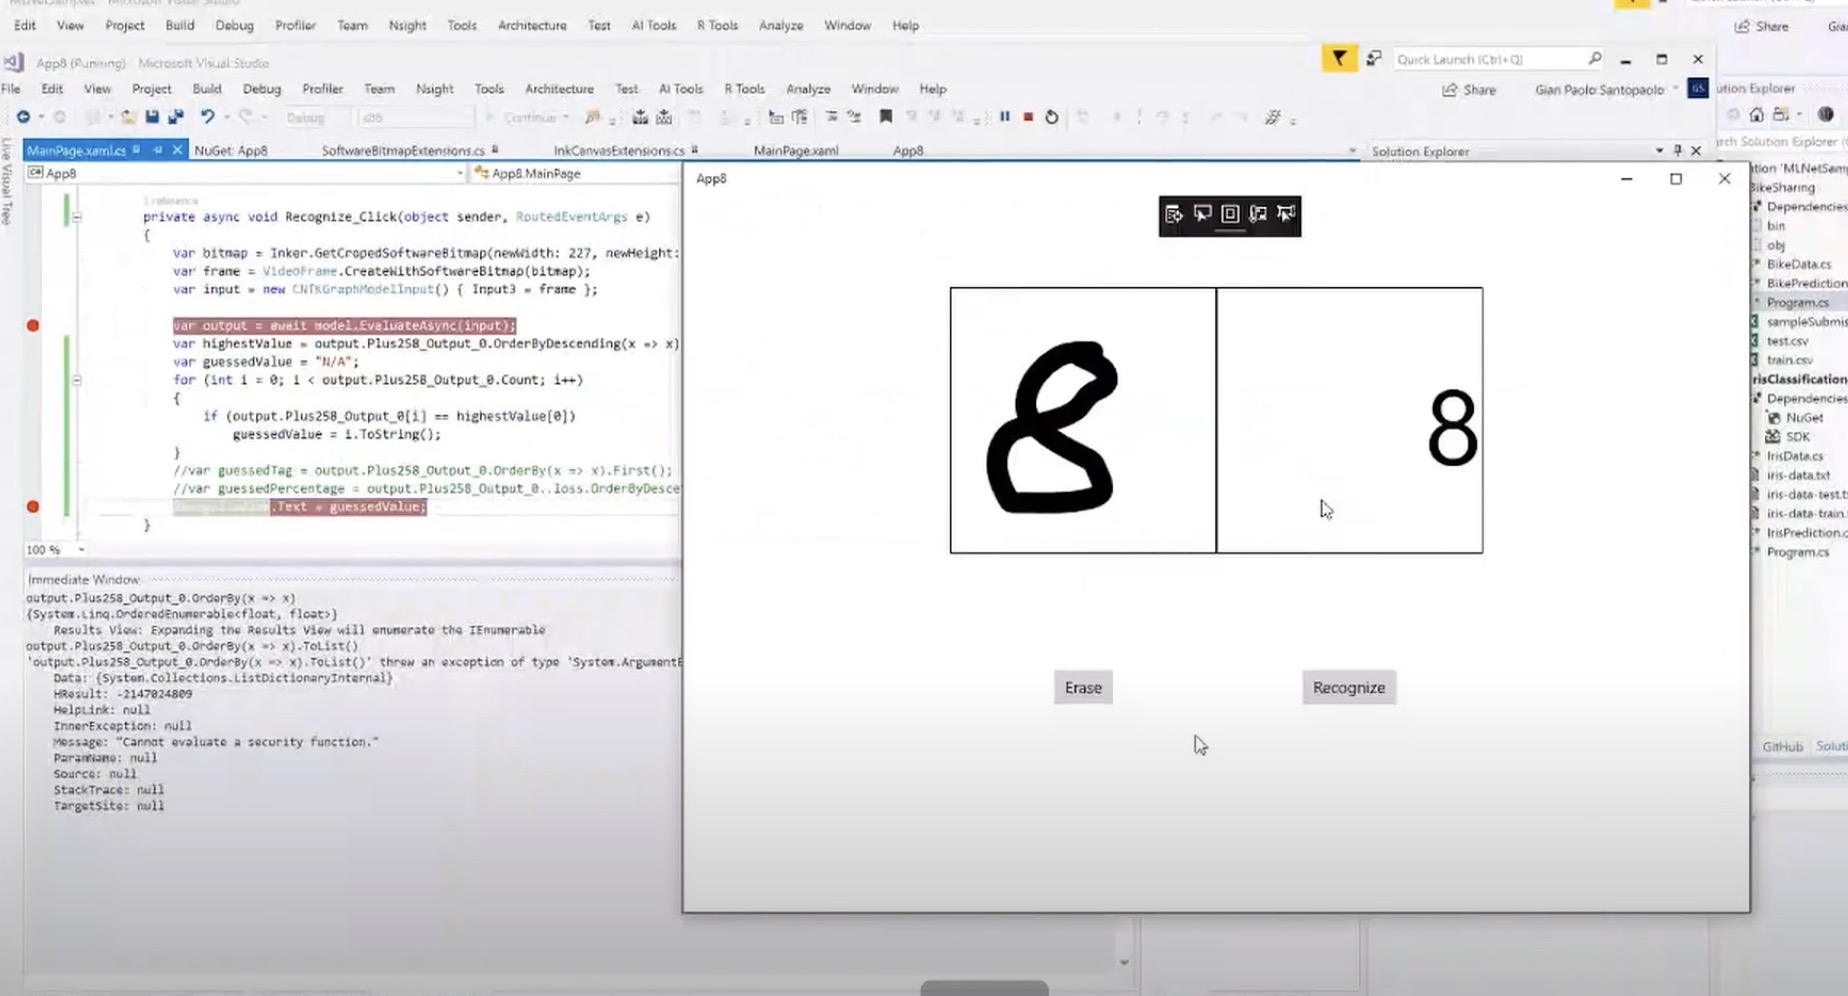 Edit View Project Build Debug Profiler Team Nsight Tools Architecture Test AI Tools R Tools Analyze Window Help
Share
App8 (Running) - Microsoft Visual Studio
Quick Launch (Ctrl+Q)
File Edit View Project Build Debug Profiler Team Nsight Tools Architecture Test AI Tools R Tools Analyze Window Help
Share Gian Paolo Santopaolo GS
Debug x86 Continue
Live Visual Tree
MainPage.xaml.cs NuGet: App8 SoftwareBitmapExtensions.cs InkCanvasExtensions.cs MainPage.xaml App8
Solution Explorer
App8 App8.MainPage
1 reference
private async void Recognize_Click(object sender, RoutedEventArgs e)
{
var bitmap = Inker.GetCropedSoftwareBitmap(newWidth: 227, newHeight:
var frame = VideoFrame.CreateWithSoftwareBitmap(bitmap);
var input = new CNTKGraphModelInput() { Input3 = frame };
var output = await model.EvaluateAsync(input);
var highestValue = output.Plus258_Output_0.OrderByDescending(x => x)
var guessedValue = "N/A";
for (int i = 0; i < output.Plus258_Output_0.Count; i++)
{
if (output.Plus258_Output_0[i] == highestValue[0])
guessedValue = i.ToString();
}
//var guessedTag = output.Plus258_Output_0.OrderBy(x => x).First();
//var guessedPercentage = output.Plus258_Output_0..loss.OrderByDesce
.Text = guessedValue;
}
100 %
Immediate Window
output.Plus258_Output_0.OrderBy(x => x)
{System.Linq.OrderedEnumerable<float, float>}
Results View: Expanding the Results View will enumerate the IEnumerable
output.Plus258_Output_0.OrderBy(x => x).ToList()
'output.Plus258_Output_0.OrderBy(x => x).ToList()' threw an exception of type 'System.ArgumentE
Data: {System.Collections.ListDictionaryInternal}
HResult: -2147024809
HelpLink: null
InnerException: null
Message: "Cannot evaluate a security function."
ParamName: null
Source: null
StackTrace: null
TargetSite: null
App8
8
8
Erase
Recognize
ution Explorer
arch Solution Explorer (
tion 'MLNetSam
BikeSharing
Dependencies
bin
obj
BikeData.cs
BikePrediction
Program.cs
sampleSubmis
test.csv
train.csv
risClassification
Dependencies
NuGet
SDK
IrisData.cs
iris-data.txt
iris-data-test.t
iris-data-train.
IrisPrediction.c
Program.cs
GitHub Soluti